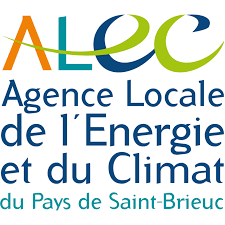 ALEC
Agence Locale
de l'Energie
et du Climat
du Pays de Saint-Brieuc